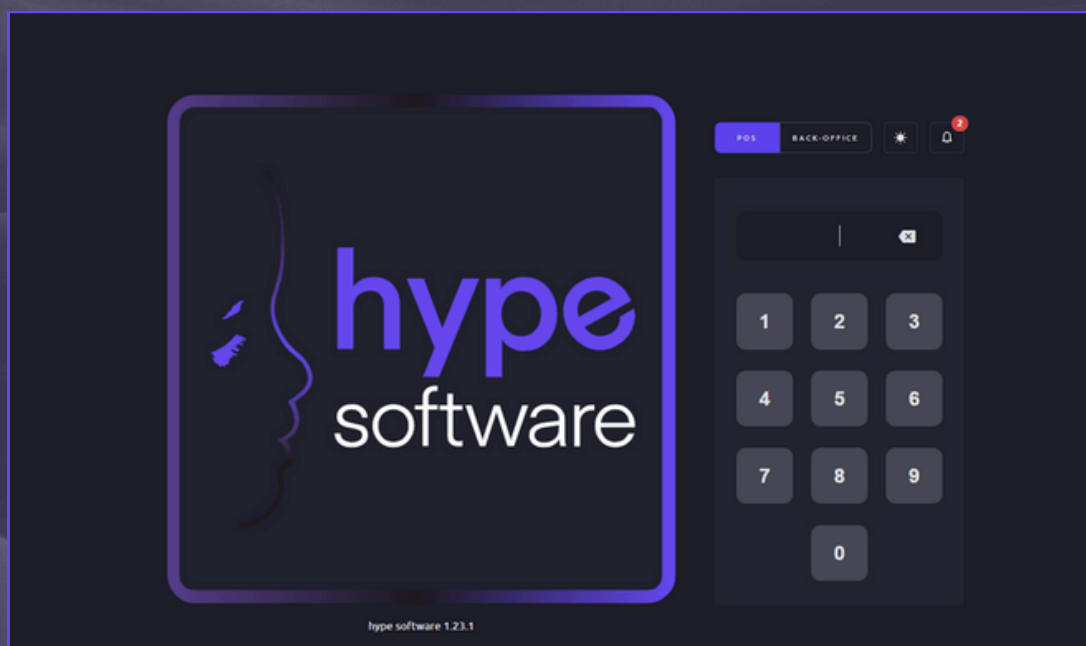 hype
software
hype software 1.23.1
POS BACK-OFFICE 2
1 2 3
4 5 6
7 8 9
0